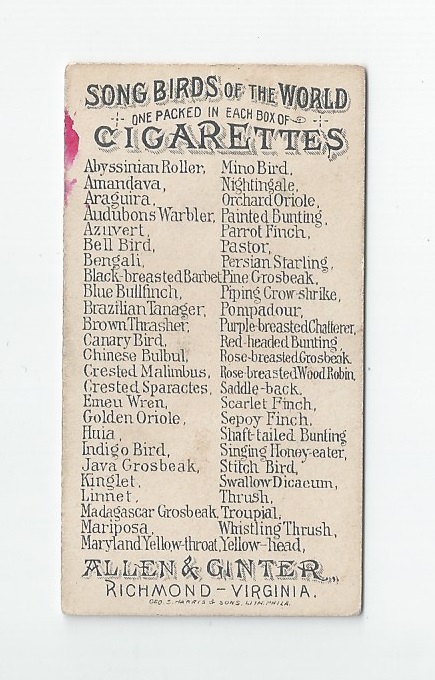 SONG BIRDS OF THE WORLD
ONE PACKED IN EACH BOX OF
CIGARETTES
Abyssinian Roller, Mino Bird,
Amandava, Nightingale,
Araguira, Orchard Oriole,
Audubons Warbler, Painted Bunting,
Azuvert, Parrot Finch,
Bell Bird, Pastor,
Bengali, Persian Starling,
Black-breasted Barbet Pine Grosbeak,
Blue Bullfinch, Piping Crow-shrike,
Brazilian Tanager, Pompadour,
Brown Thrasher, Purple-breasted Chatterer,
Canary Bird, Red-headed Bunting,
Chinese Bulbul, Rose-breasted Grosbeak
Crested Malimbus, Rose-breasted Wood Robin,
Crested Sparactes, Saddle-back,
Emeu Wren, Scarlet Finch,
Golden Oriole, Sepoy Finch,
Huia, Shaft-tailed Bunting
Indigo Bird, Singing Honey-eater,
Java Grosbeak, Stitch Bird,
Kinglet, Swallow Dicaeum,
Linnet, Thrush,
Madagascar Grosbeak, Troupial,
Mariposa, Whistling Thrush,
Maryland Yellow-throat, Yellow-head,
ALLEN & GINTER,
RICHMOND-VIRGINIA.
GEO. S. HARRIS & SONS, LITH. PHILA.